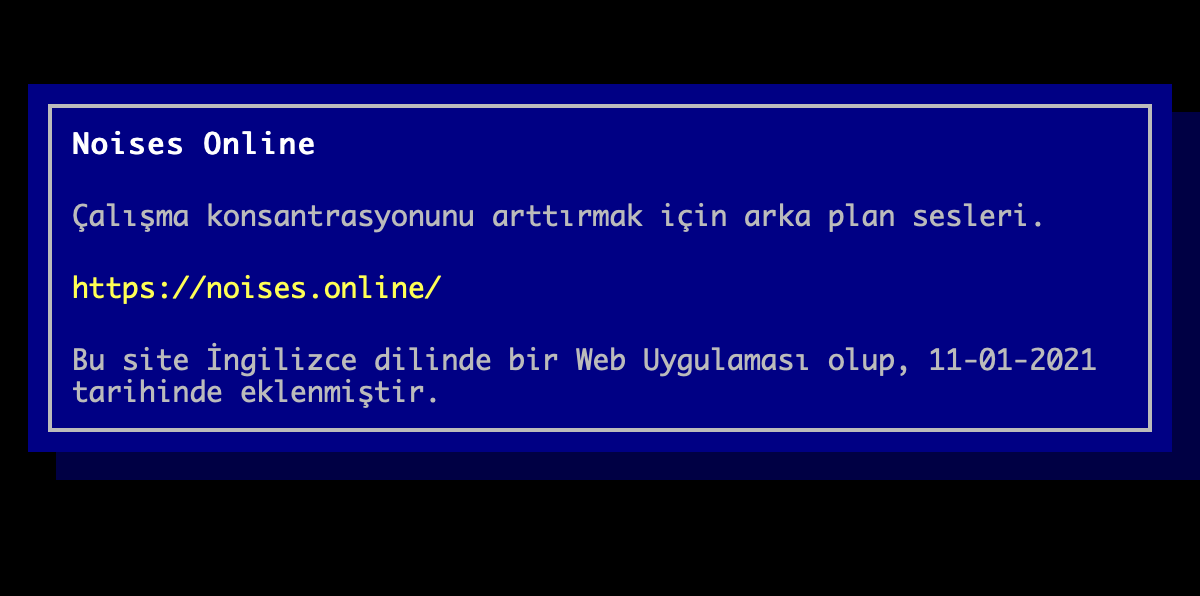 Noises Online
Çalışma konsantrasyonunu arttırmak için arka plan sesleri.
https://noises.online/
Bu site İngilizce dilinde bir Web Uygulaması olup, 11-01-2021
tarihinde eklenmiştir.